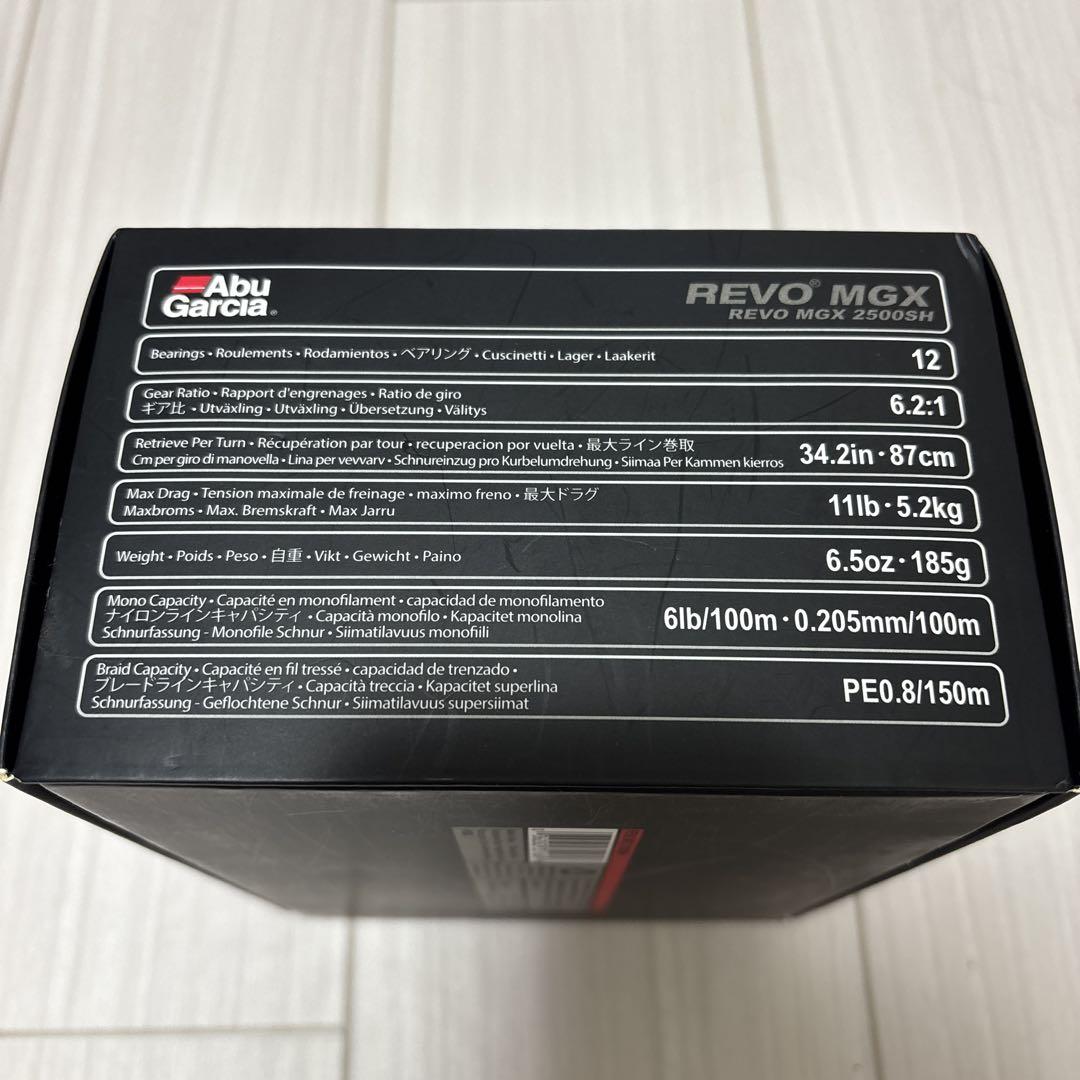 Abu
Garcia®
REVO® MGX
REVO MGX 2500SH
Bearings • Roulements • Rodamientos • ベアリング • Cuscinetti • Lager • Laakerit
12
Gear Ratio • Rapport d'engrenages • Ratio de giro
ギア比 • Utväxling • Utväxling • Übersetzung • Välitys
6.2:1
Retrieve Per Turn • Récupération par tour • recuperacion por vuelta • 最大ライン巻取
Cm per giro di manovella • Lina per vevvarv • Schnureinzug pro Kurbelumdrehung • Siimaa Per Kammen kierros
34.2in • 87cm
Max Drag • Tension maximale de freinage • maximo freno • 最大ドラグ
Maxbroms • Max. Bremskraft • Max Jarru
11lb • 5.2kg
Weight • Poids • Peso • 自重 • Vikt • Gewicht • Paino
6.5oz • 185g
Mono Capacity • Capacité en monofilament • capacidad de monofilamento
ナイロンラインキャパシティ • Capacità monofilo • Kapacitet monolina
Schnurfassung - Monofile Schnur • Siimatilavuus monofiili
6lb/100m • 0.205mm/100m
Braid Capacity • Capacité en fil tressé • capacidad de trenzado •
ブレードラインキャパシティ • Capacità treccia • Kapacitet superlina
Schnurfassung - Geflochtene Schnur • Siimatilavuus supersiimat
PE0.8/150m